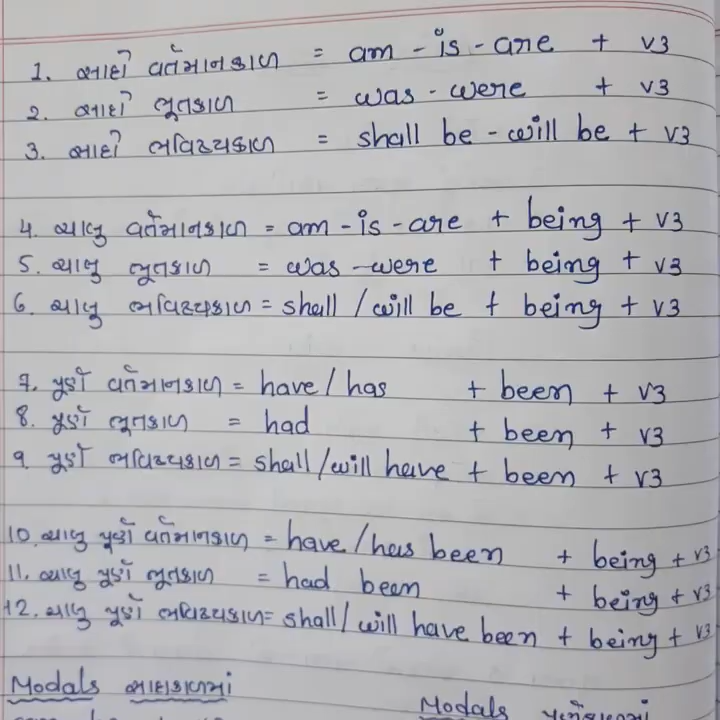 1. સાદો વર્તમાનકાળ = am - is - are + v3
2. સાદો ભૂતકાળ = was - were + v3
3. સાદો ભવિષ્યકાળ = shall be - will be + v3
4. ચાલુ વર્તમાનકાળ = am - is - are + being + v3
5. ચાલુ ભૂતકાળ = was - were + being + v3
6. ચાલુ ભવિષ્યકાળ = shall / will be + being + v3
7. પૂર્ણ વર્તમાનકાળ = have / has + been + v3
8. પૂર્ણ ભૂતકાળ = had + been + v3
9. પૂર્ણ ભવિષ્યકાળ = shall / will have + been + v3
10. ચાલુ પૂર્ણ વર્તમાનકાળ = have / has been + being + v3
11. ચાલુ પૂર્ણ ભૂતકાળ = had been + being + v3
12. ચાલુ પૂર્ણ ભવિષ્યકાળ = shall / will have been + being + v3
Modals સાદાકાળમાં
Modals